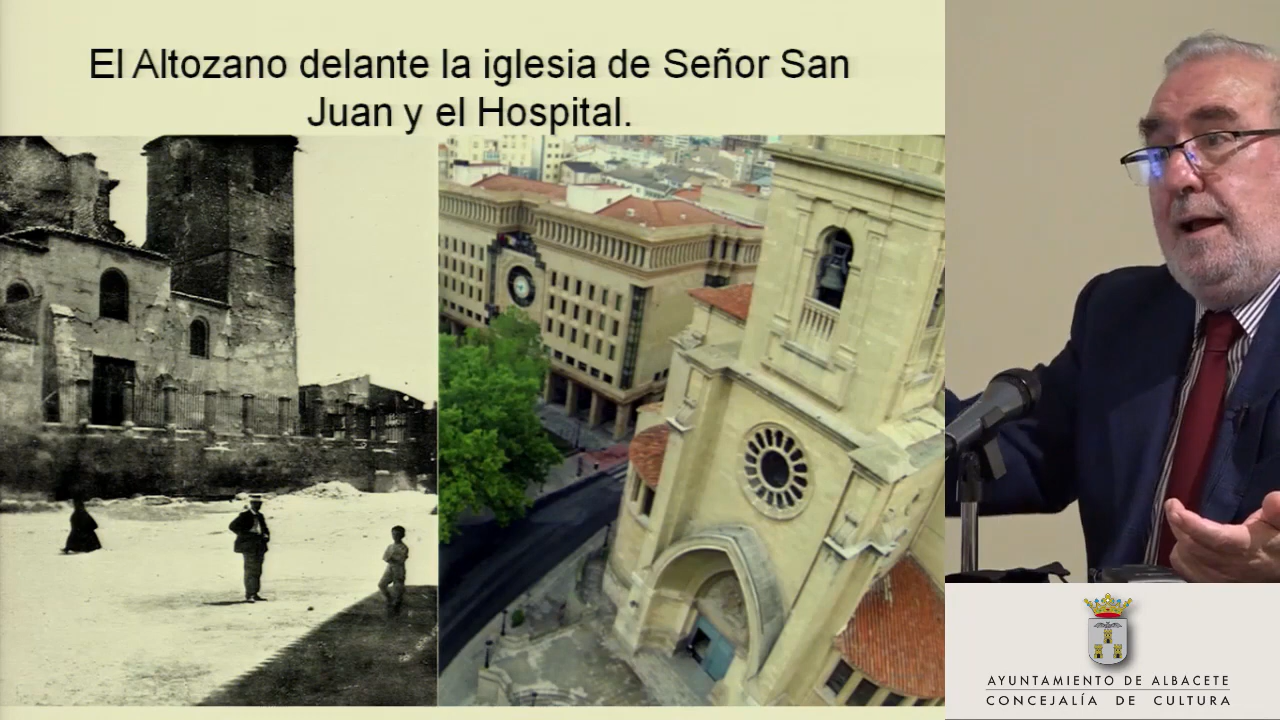 El Altozano delante la iglesia de Señor San
Juan y el Hospital.
AYUNTAMIENTO DE ALBACETE
CONCEJALÍA DE CULTURA